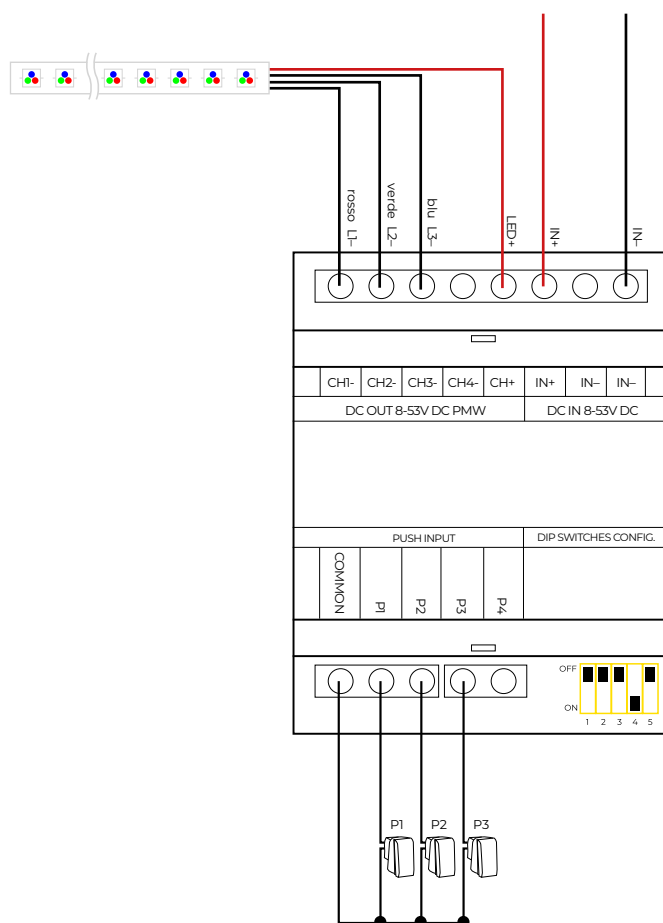 rosso L1–
verde L2–
blu L3–
LED+
IN+
IN–
CH1- CH2- CH3- CH4- CH+ IN+ IN– IN–
DC OUT 8-53V DC PMW DC IN 8-53V DC
PUSH INPUT DIP SWITCHES CONFIG.
COMMON
P1
P2
P3
P4
OFF
ON
1 2 3 4 5
P1 P2 P3